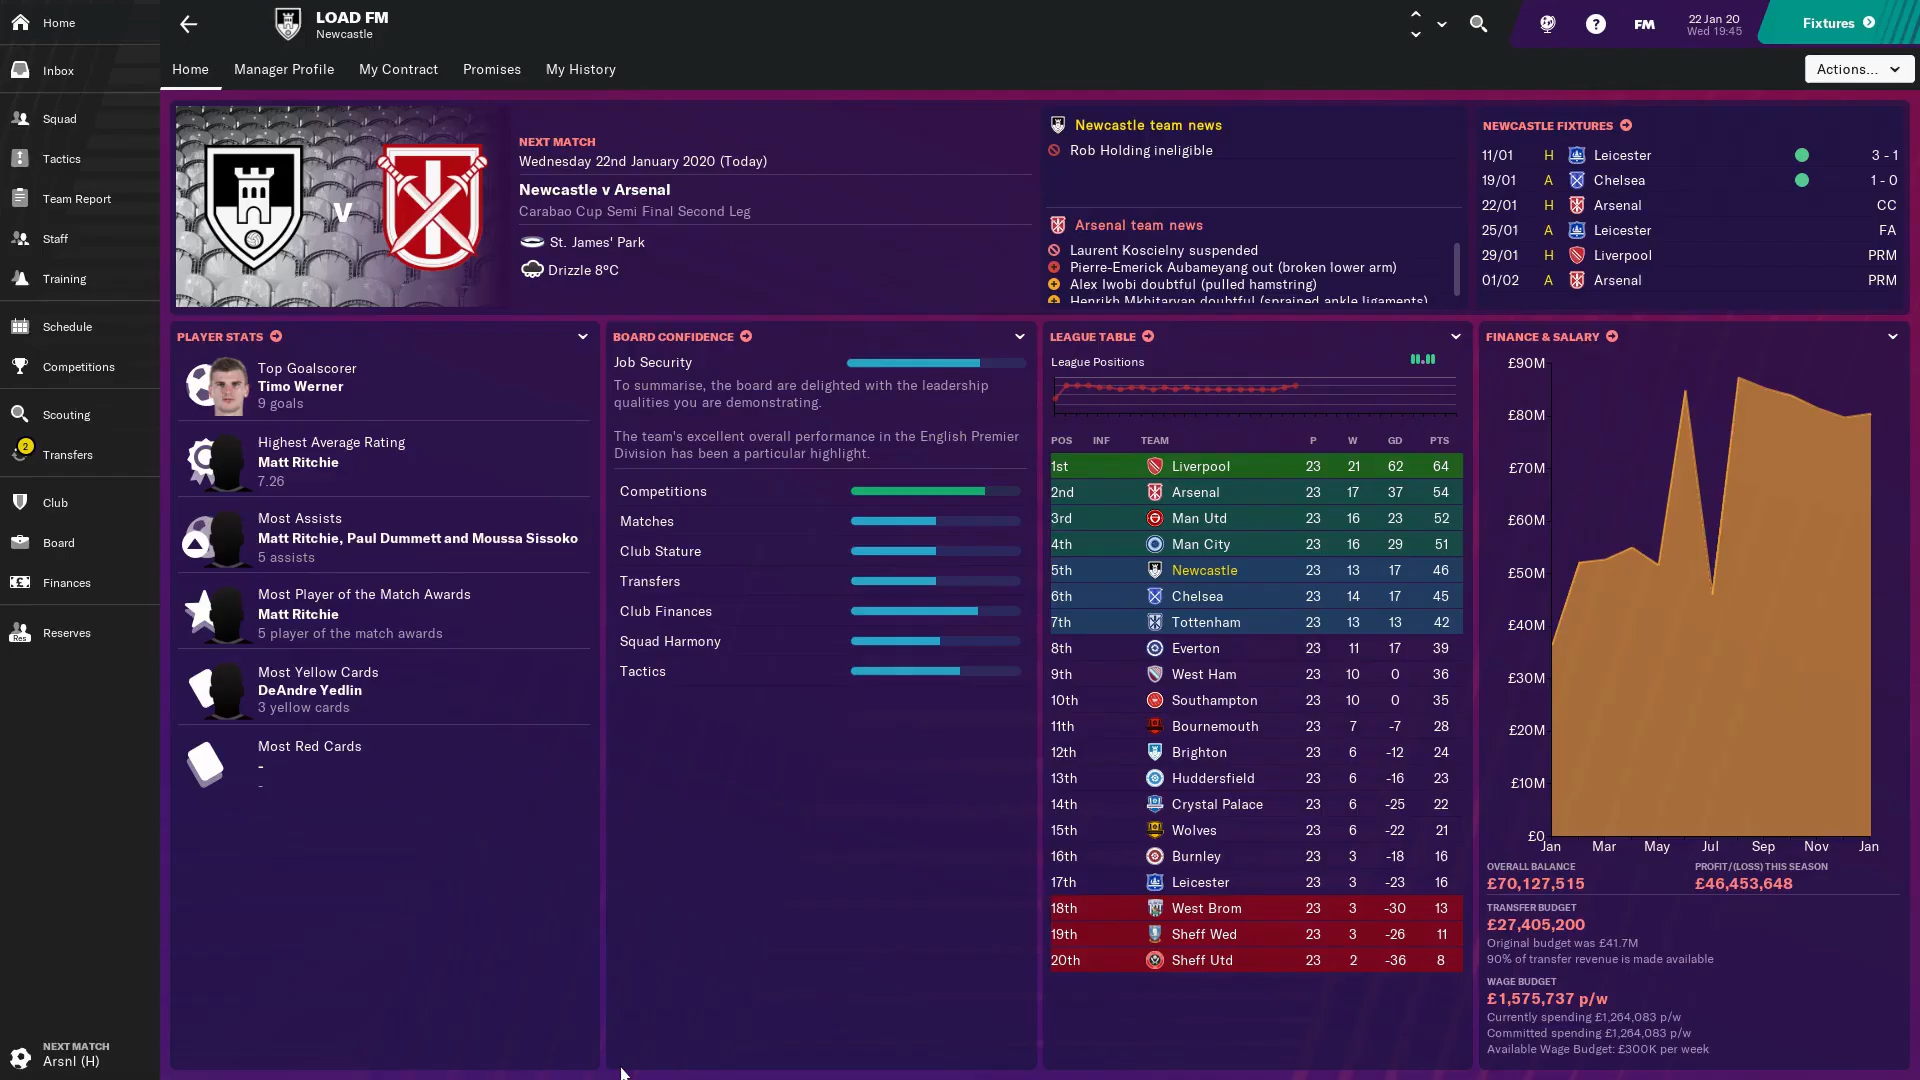 Home
Inbox
Squad
Tactics
Team Report
Staff
Training
Schedule
Competitions
Scouting
2
Transfers
Club
Board
Finances
Res
Reserves
NEXT MATCH
Arsnl (H)
LOAD FM
Newcastle
?
FM
22 Jan 20
Wed 19:45
Fixtures
Home
Manager Profile
My Contract
Promises
My History
Actions...
V
NEXT MATCH
Wednesday 22nd January 2020 (Today)
Newcastle v Arsenal
Carabao Cup Semi Final Second Leg
St. James' Park
Drizzle 8ºC
Newcastle team news
Rob Holding ineligible
Arsenal team news
Laurent Koscielny suspended
Pierre-Emerick Aubameyang out (broken lower arm)
Alex Iwobi doubtful (pulled hamstring)
Henrikh Mkhitaryan doubtful (sprained ankle ligaments)
NEWCASTLE FIXTURES
11/01 H Leicester 3 - 1
19/01 A Chelsea 1 - 0
22/01 H Arsenal CC
25/01 A Leicester FA
29/01 H Liverpool PRM
01/02 A Arsenal PRM
PLAYER STATS
Top Goalscorer
Timo Werner
9 goals
Highest Average Rating
Matt Ritchie
7.26
Most Assists
Matt Ritchie, Paul Dummett and Moussa Sissoko
5 assists
Most Player of the Match Awards
Matt Ritchie
5 player of the match awards
Most Yellow Cards
DeAndre Yedlin
3 yellow cards
Most Red Cards
-
-
BOARD CONFIDENCE
Job Security
To summarise, the board are delighted with the leadership
qualities you are demonstrating.
The team's excellent overall performance in the English Premier
Division has been a particular highlight.
Competitions
Matches
Club Stature
Transfers
Club Finances
Squad Harmony
Tactics
LEAGUE TABLE
League Positions
POS INF TEAM P W GD PTS
1st Liverpool 23 21 62 64
2nd Arsenal 23 17 37 54
3rd Man Utd 23 16 23 52
4th Man City 23 16 29 51
5th Newcastle 23 13 17 46
6th Chelsea 23 14 17 45
7th Tottenham 23 13 13 42
8th Everton 23 11 17 39
9th West Ham 23 10 0 36
10th Southampton 23 10 0 35
11th Bournemouth 23 7 -7 28
12th Brighton 23 6 -12 24
13th Huddersfield 23 6 -16 23
14th Crystal Palace 23 6 -25 22
15th Wolves 23 6 -22 21
16th Burnley 23 3 -18 16
17th Leicester 23 3 -23 16
18th West Brom 23 3 -30 13
19th Sheff Wed 23 3 -26 11
20th Sheff Utd 23 2 -36 8
FINANCE & SALARY
£90M
£80M
£70M
£60M
£50M
£40M
£30M
£20M
£10M
£0
Jan Mar May Jul Sep Nov Jan
OVERALL BALANCE
£70,127,515
PROFIT/(LOSS) THIS SEASON
£46,453,648
TRANSFER BUDGET
£27,405,200
Original budget was £41.7M
90% of transfer revenue is made available
WAGE BUDGET
£1,575,737 p/w
Currently spending £1,264,083 p/w
Committed spending £1,264,083 p/w
Available Wage Budget: £300K per week